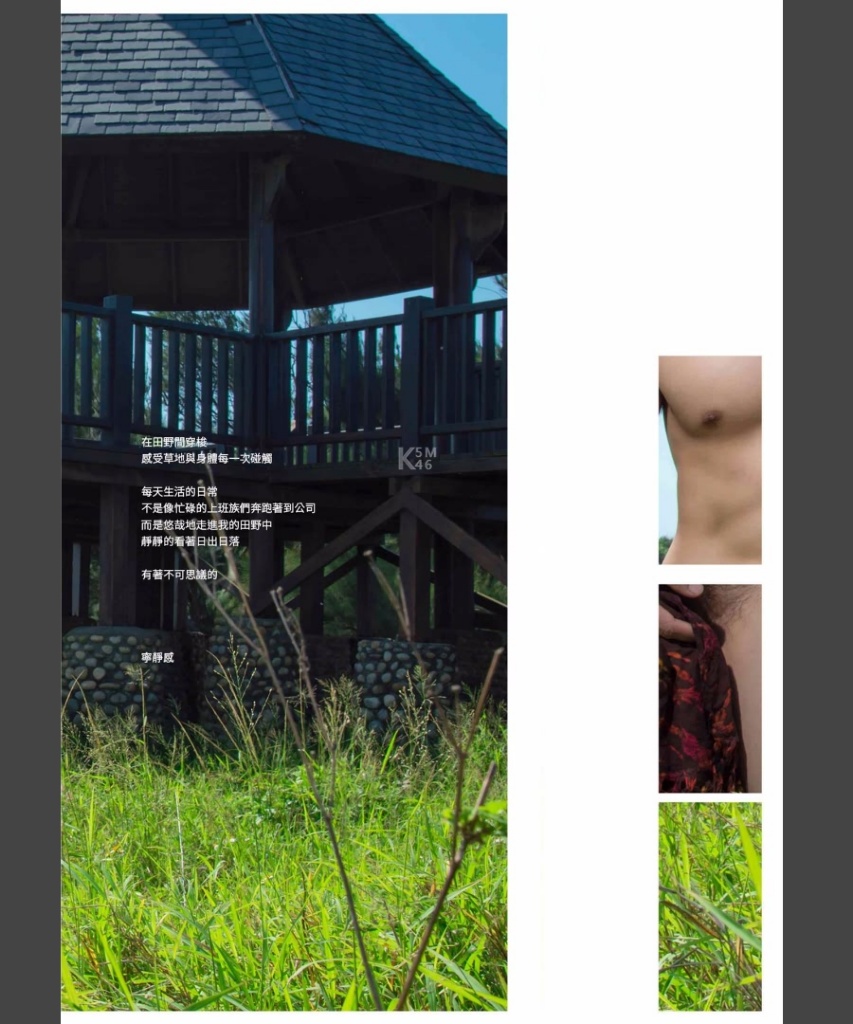 在田野間穿梭
感受草地與身體每一次碰觸
每天生活的日常
不是像忙碌的上班族們奔跑著到公司
而是悠哉地走進我的田野中
靜靜的看著日出日落
有著不可思議的
寧靜感
K5M46